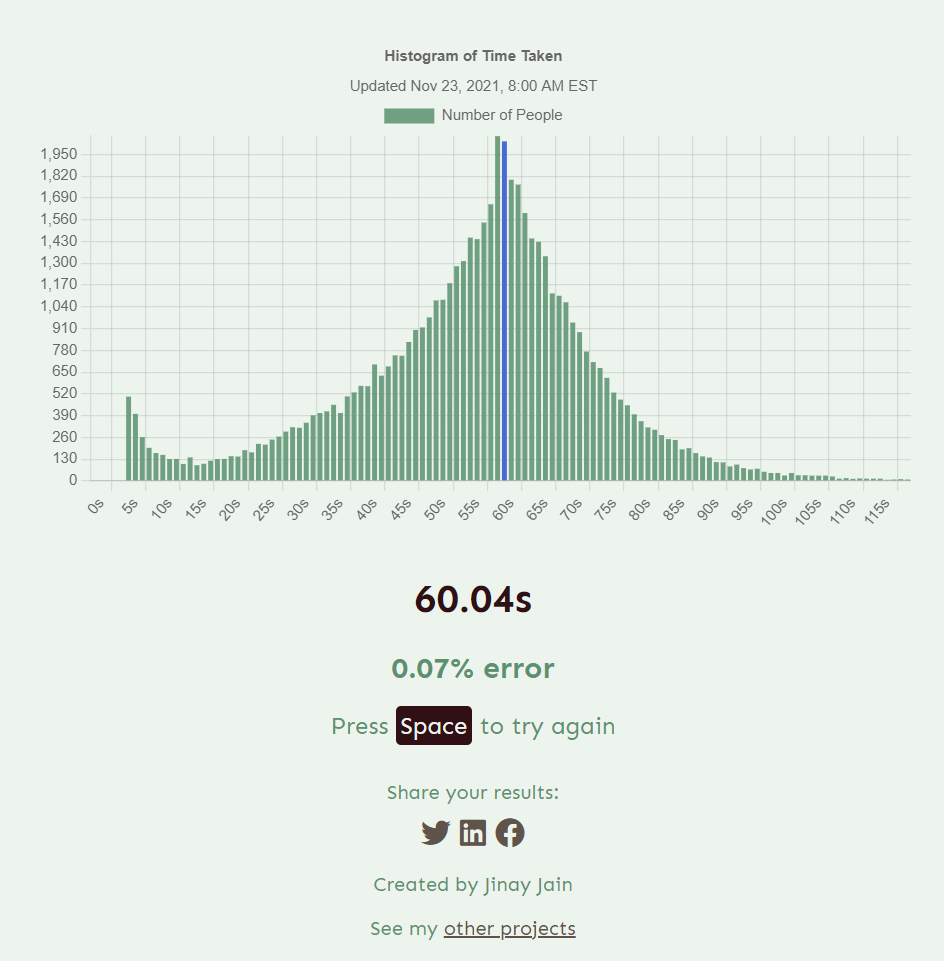 Histogram of Time Taken
Updated Nov 23, 2021, 8:00 AM EST
Number of People
1,950
1,820
1,690
1,560
1,430
1,300
1,170
1,040
910
780
650
520
390
260
130
0
0s 5s 10s 15s 20s 25s 30s 35s 40s 45s 50s 55s 60s 65s 70s 75s 80s 85s 90s 95s 100s 105s 110s 115s
60.04s
0.07% error
Press Space to try again
Share your results:
in
Created by Jinay Jain
See my other projects